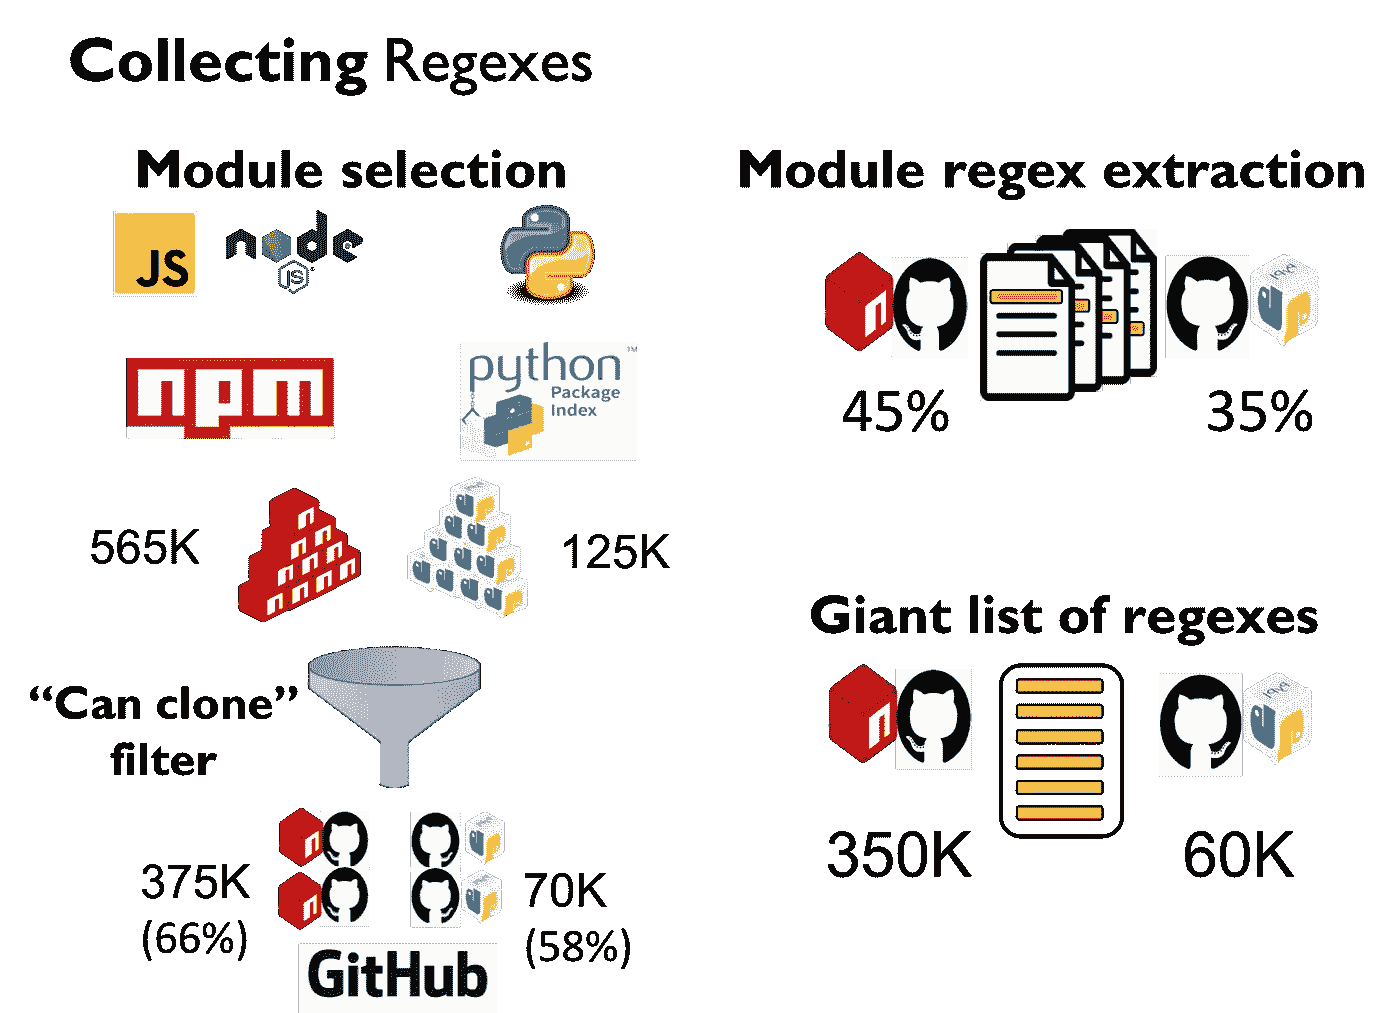 Collecting Regexes
Module selection
JS
node
JS
npm
python™
Package
Index
565K
125K
“Can clone”
filter
375K
(66%)
70K
(58%)
GitHub
Module regex extraction
n
45%
35%
Giant list of regexes
n
350K
60K